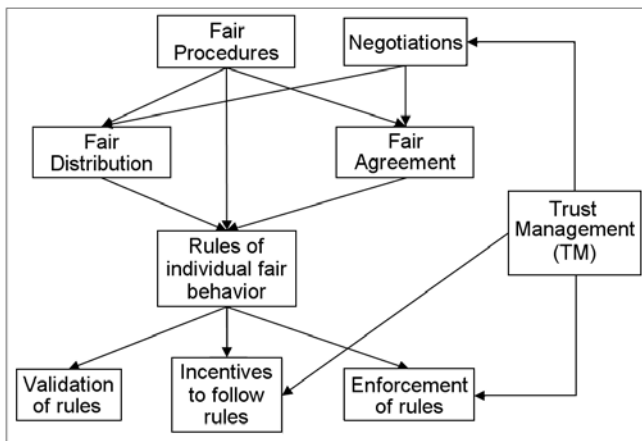 Fair
Procedures
Negotiations
Fair
Distribution
Fair
Agreement
Trust
Management
(TM)
Rules of
individual fair
behavior
Validation
of rules
Incentives
to follow
rules
Enforcement
of rules